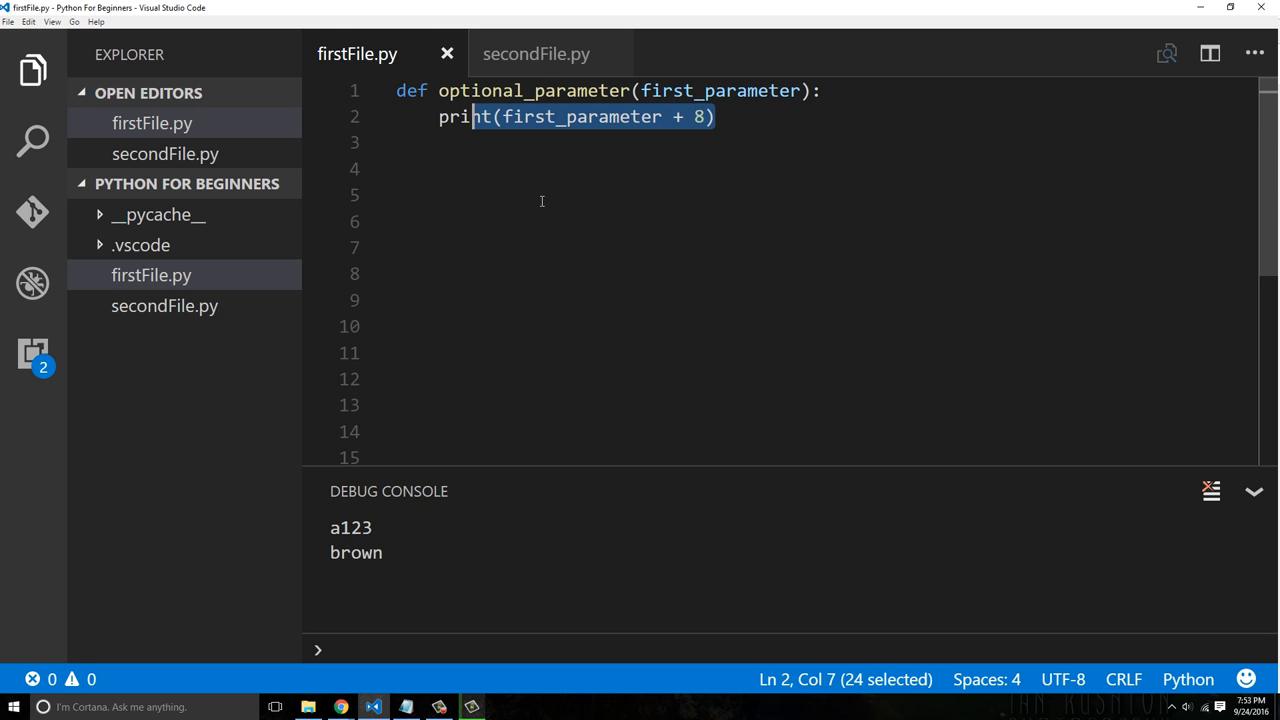 firstFile.py - Python For Beginners - Visual Studio Code
File Edit View Go Help
EXPLORER
OPEN EDITORS
firstFile.py
secondFile.py
PYTHON FOR BEGINNERS
__pycache__
.vscode
firstFile.py
secondFile.py
2
firstFile.py secondFile.py
1 def optional_parameter(first_parameter):
2 print(first_parameter + 8)
3
4
5
6
7
8
9
10
11
12
13
14
15
DEBUG CONSOLE
a123
brown
0 0 Ln 2, Col 7 (24 selected) Spaces: 4 UTF-8 CRLF Python
I'm Cortana. Ask me anything.
7:53 PM
9/24/2016